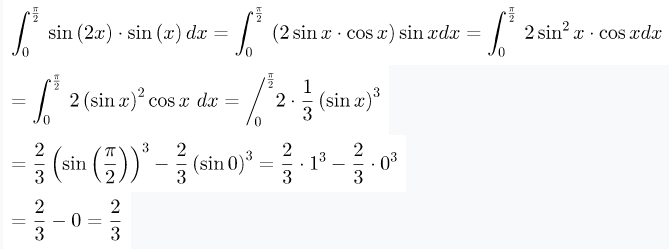 ∫₀^{π/2} sin (2x) · sin (x) dx = ∫₀^{π/2} (2 sin x · cos x) sin xdx = ∫₀^{π/2} 2 sin² x · cos xdx
= ∫₀^{π/2} 2 (sin x)² cos x dx = /₀^{π/2} 2 · 1/3 (sin x)³
= 2/3 (sin (π/2))³ − 2/3 (sin 0)³ = 2/3 · 1³ − 2/3 · 0³
= 2/3 − 0 = 2/3